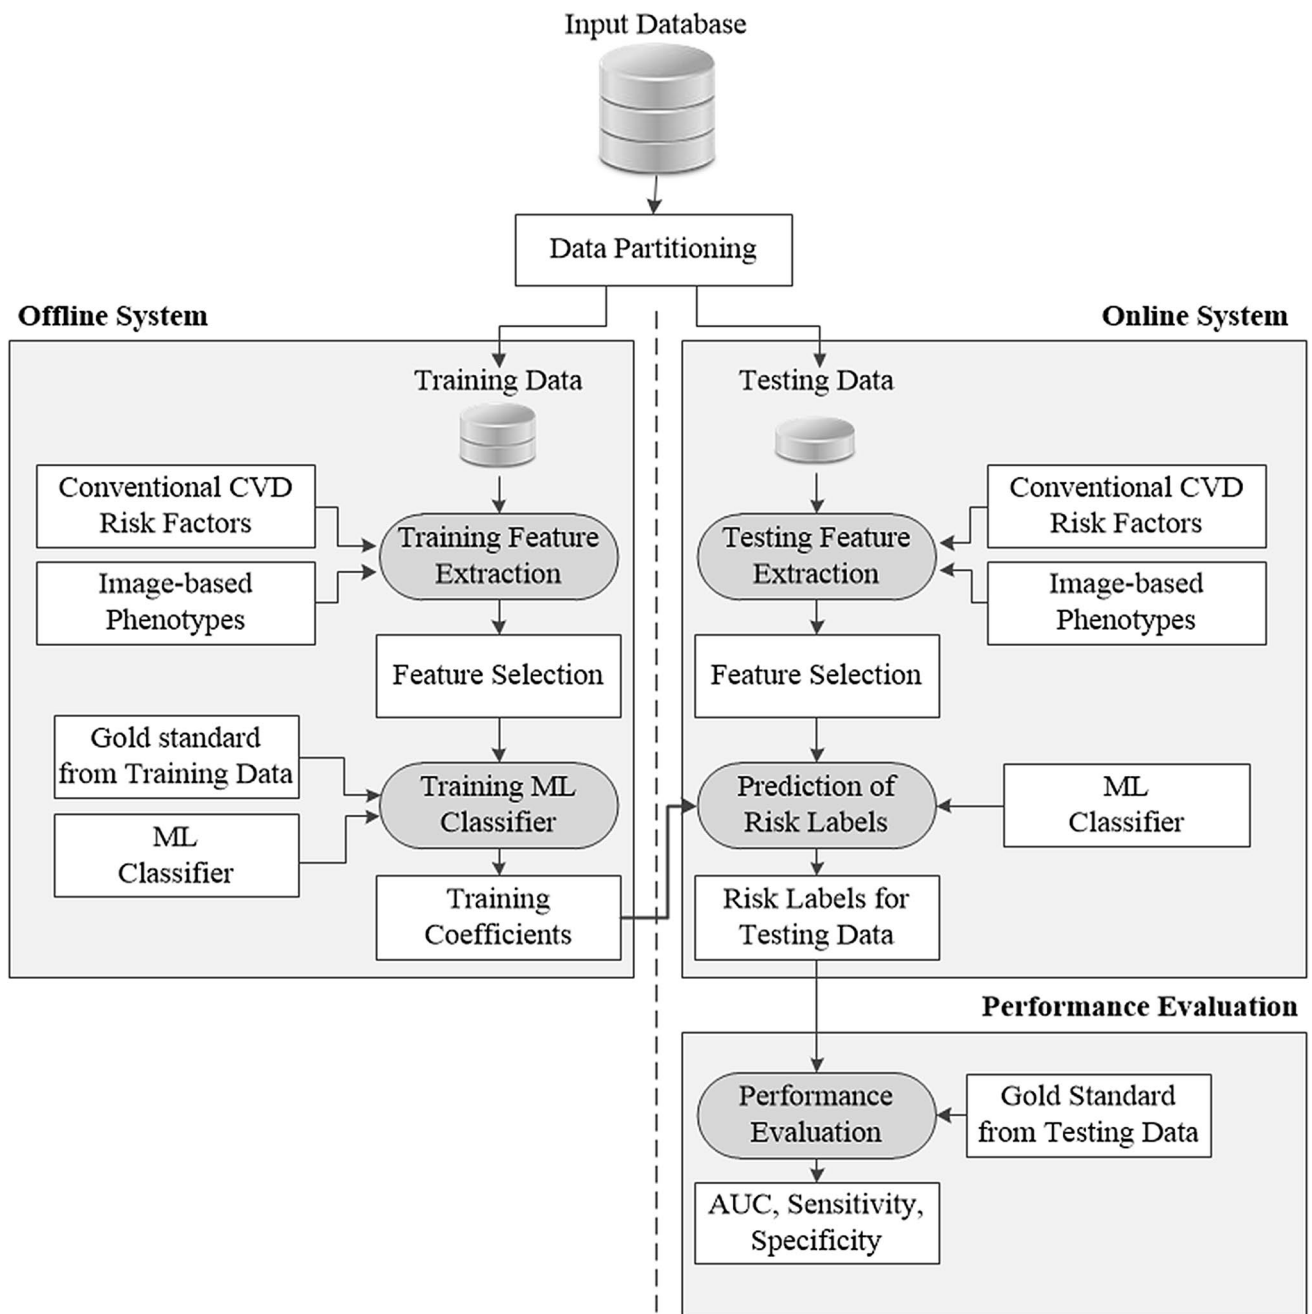 Input Database
Data Partitioning
Offline System
Online System
Training Data
Testing Data
Conventional CVD
Risk Factors
Image-based
Phenotypes
Training Feature
Extraction
Testing Feature
Extraction
Conventional CVD
Risk Factors
Image-based
Phenotypes
Feature Selection
Feature Selection
Gold standard
from Training Data
ML
Classifier
Training ML
Classifier
Prediction of
Risk Labels
ML
Classifier
Training
Coefficients
Risk Labels for
Testing Data
Performance Evaluation
Performance
Evaluation
Gold Standard
from Testing Data
AUC, Sensitivity,
Specificity